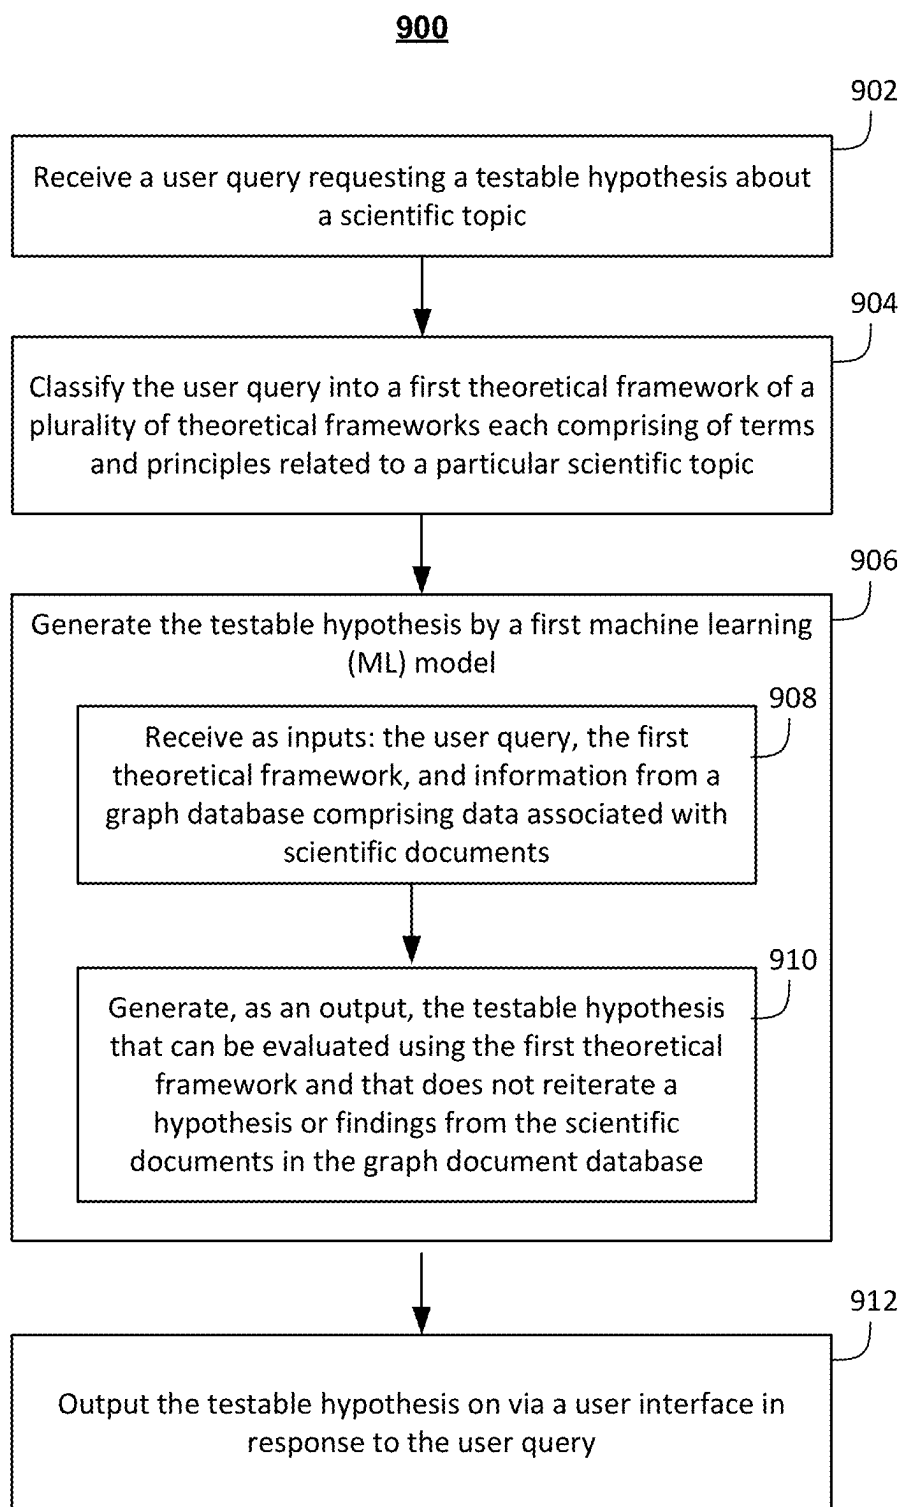 900
902
Receive a user query requesting a testable hypothesis about
a scientific topic
904
Classify the user query into a first theoretical framework of a
plurality of theoretical frameworks each comprising of terms
and principles related to a particular scientific topic
906
Generate the testable hypothesis by a first machine learning
(ML) model
908
Receive as inputs: the user query, the first
theoretical framework, and information from a
graph database comprising data associated with
scientific documents
910
Generate, as an output, the testable hypothesis
that can be evaluated using the first theoretical
framework and that does not reiterate a
hypothesis or findings from the scientific
documents in the graph document database
912
Output the testable hypothesis on via a user interface in
response to the user query